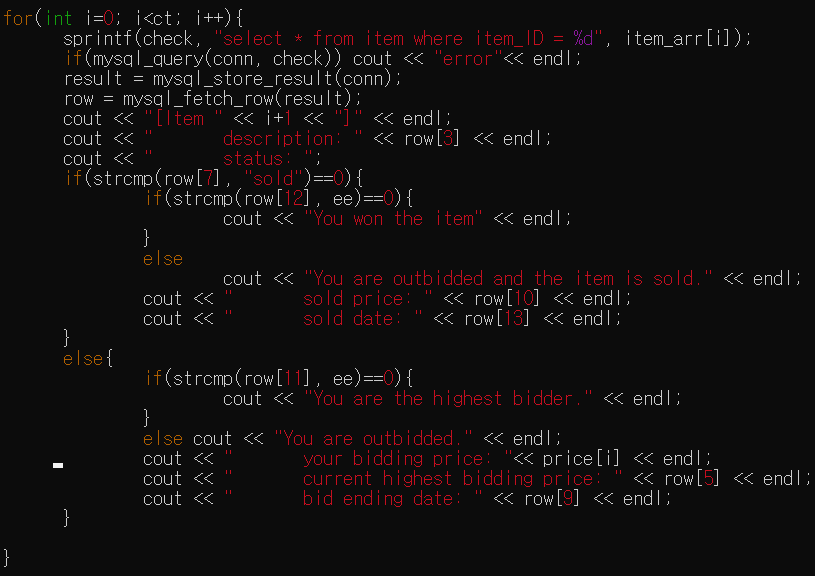 for(int i=0; i<ct; i++){
        sprintf(check, "select * from item where item_ID = %d", item_arr[i]);
        if(mysql_query(conn, check)) cout << "error"<< endl;
        result = mysql_store_result(conn);
        row = mysql_fetch_row(result);
        cout << "[Item " << i+1 << "]" << endl;
        cout << "       description: " << row[3] << endl;
        cout << "       status: ";
        if(strcmp(row[7], "sold")==0){
                if(strcmp(row[12], ee)==0){
                        cout << "You won the item" << endl;
                }
                else
                        cout << "You are outbidded and the item is sold." << endl;
                cout << "       sold price: " << row[10] << endl;
                cout << "       sold date: " << row[13] << endl;
        }
        else{
                if(strcmp(row[11], ee)==0){
                        cout << "You are the highest bidder." << endl;
                }
                else cout << "You are outbidded." << endl;
                cout << "       your bidding price: "<< price[i] << endl;
                cout << "       current highest bidding price: " << row[5] << endl;
                cout << "       bid ending date: " << row[9] << endl;
        }
}